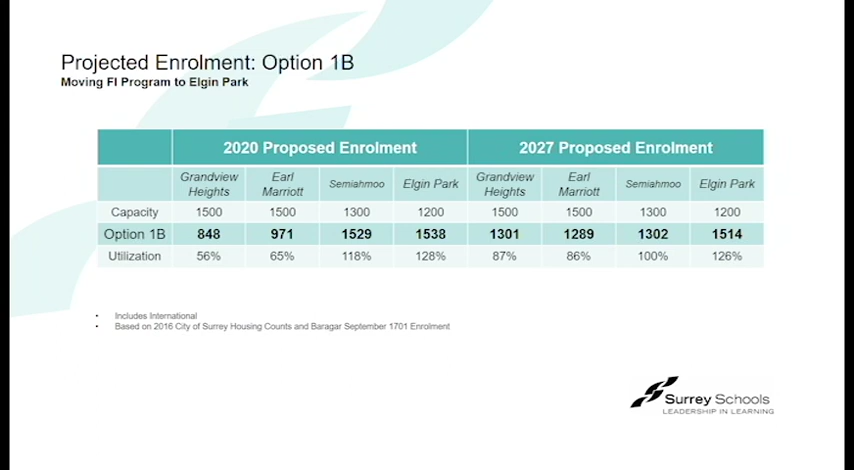 Projected Enrolment: Option 1B
Moving FI Program to Elgin Park
2020 Proposed Enrolment 2027 Proposed Enrolment
Grandview Heights Earl Marriott Semiahmoo Elgin Park Grandview Heights Earl Marriott Semiahmoo Elgin Park
Capacity 1500 1500 1300 1200 1500 1500 1300 1200
Option 1B 848 971 1529 1538 1301 1289 1302 1514
Utilization 56% 65% 118% 128% 87% 86% 100% 126%
• Includes International
• Based on 2016 City of Surrey Housing Counts and Baragar September 1701 Enrolment
Surrey Schools
LEADERSHIP IN LEARNING